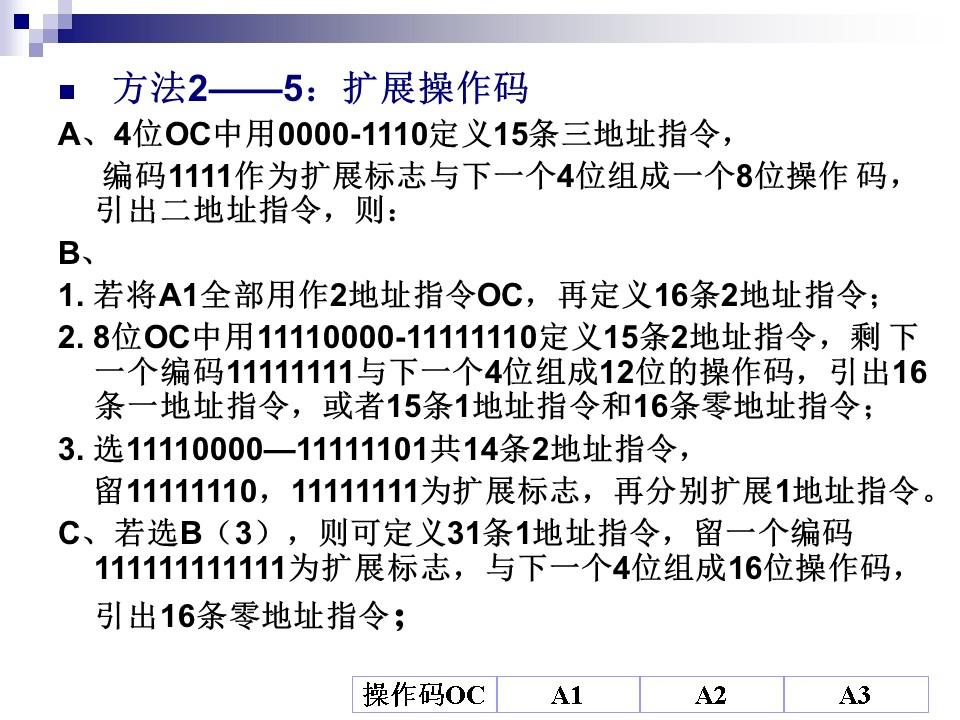 方法2——5：扩展操作码
A、4位OC中用0000-1110定义15条三地址指令，
编码1111作为扩展标志与下一个4位组成一个8位操作 码，
引出二地址指令，则：
B、
1. 若将A1全部用作2地址指令OC，再定义16条2地址指令；
2. 8位OC中用11110000-11111110定义15条2地址指令，剩 下
一个编码11111111与下一个4位组成12位的操作码，引出16
条一地址指令，或者15条1地址指令和16条零地址指令；
3. 选11110000—11111101共14条2地址指令，
留11111110，11111111为扩展标志，再分别扩展1地址指令。
C、若选B（3），则可定义31条1地址指令，留一个编码
111111111111为扩展标志，与下一个4位组成16位操作码，
引出16条零地址指令；
操作码OC A1 A2 A3